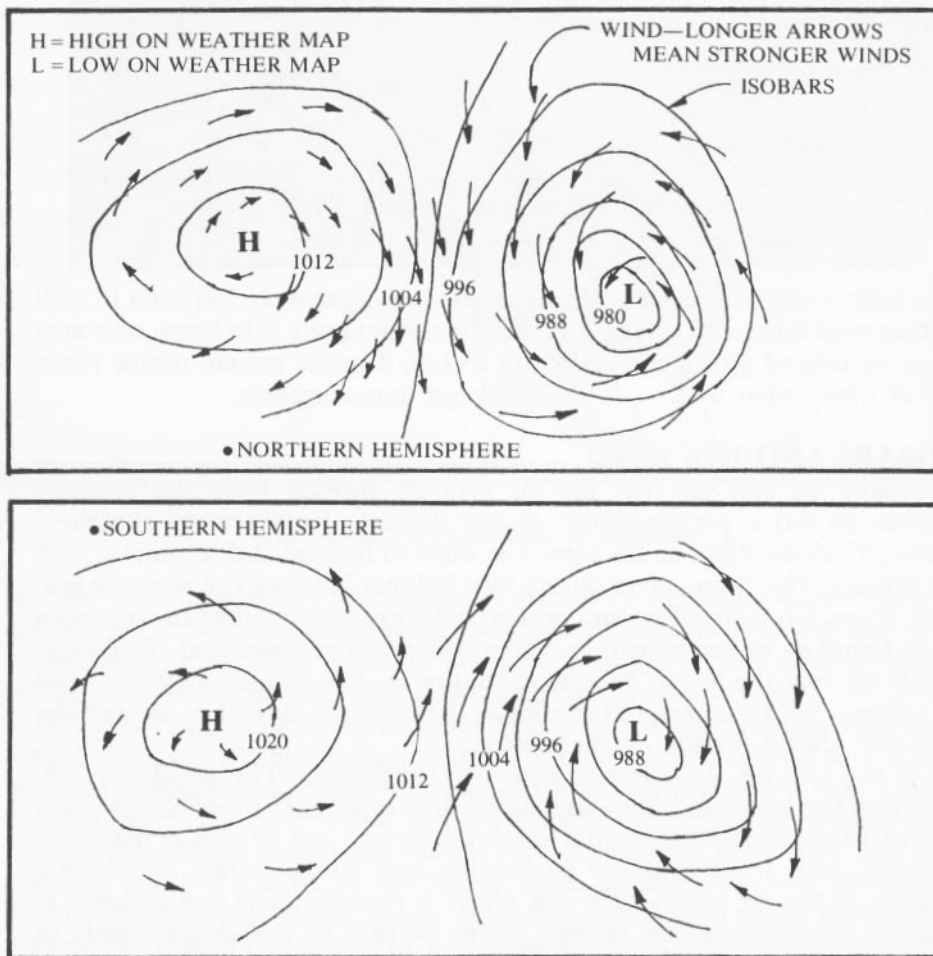 H = HIGH ON WEATHER MAP
L = LOW ON WEATHER MAP
WIND—LONGER ARROWS
MEAN STRONGER WINDS
ISOBARS
H
1012
1004
996
988
980
L
• NORTHERN HEMISPHERE
• SOUTHERN HEMISPHERE
H
1020
1012
1004
996
L
988